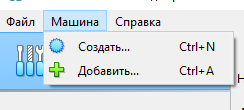 Файл Машина Справка
Создать... Ctrl+N
Добавить... Ctrl+A